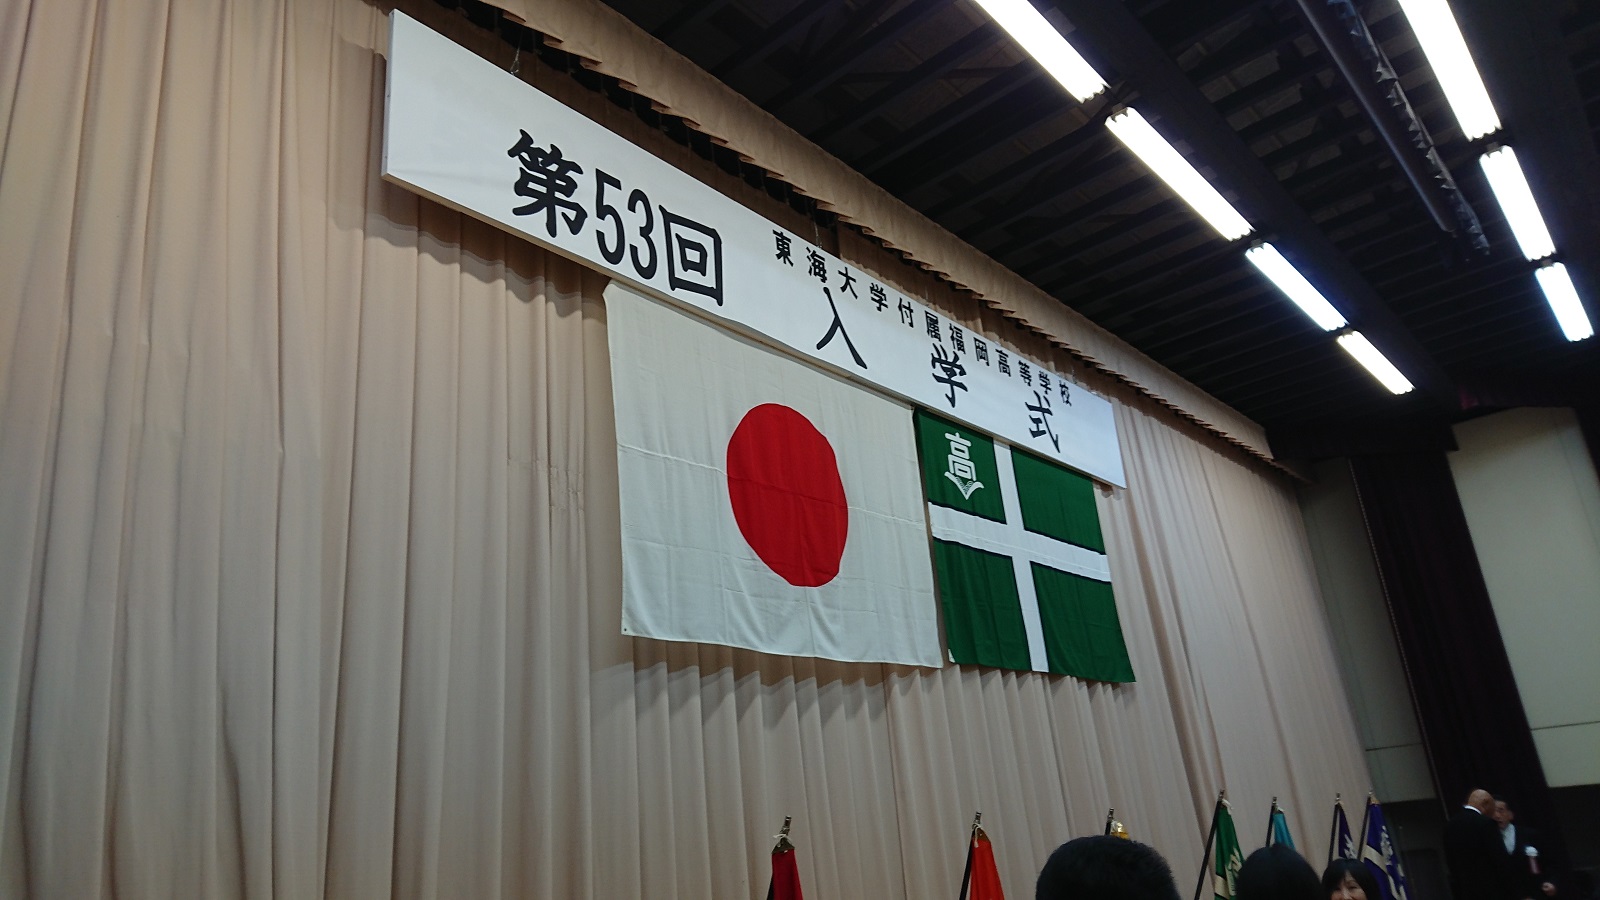 第53回
東海大学付属福岡高等学校
入学式
高